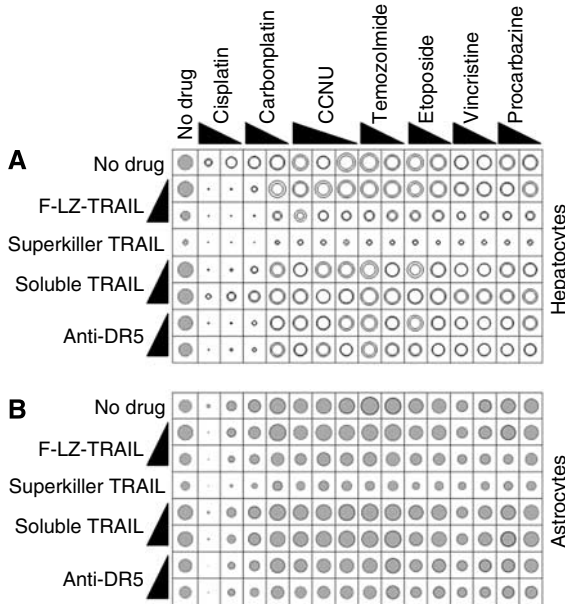 No drug
Cisplatin
Carbonplatin
CCNU
Temozolmide
Etoposide
Vincristine
Procarbazine
A
No drug
F-LZ-TRAIL
Superkiller TRAIL
Soluble TRAIL
Anti-DR5
Hepatocytes
B
No drug
F-LZ-TRAIL
Superkiller TRAIL
Soluble TRAIL
Anti-DR5
Astrocytes